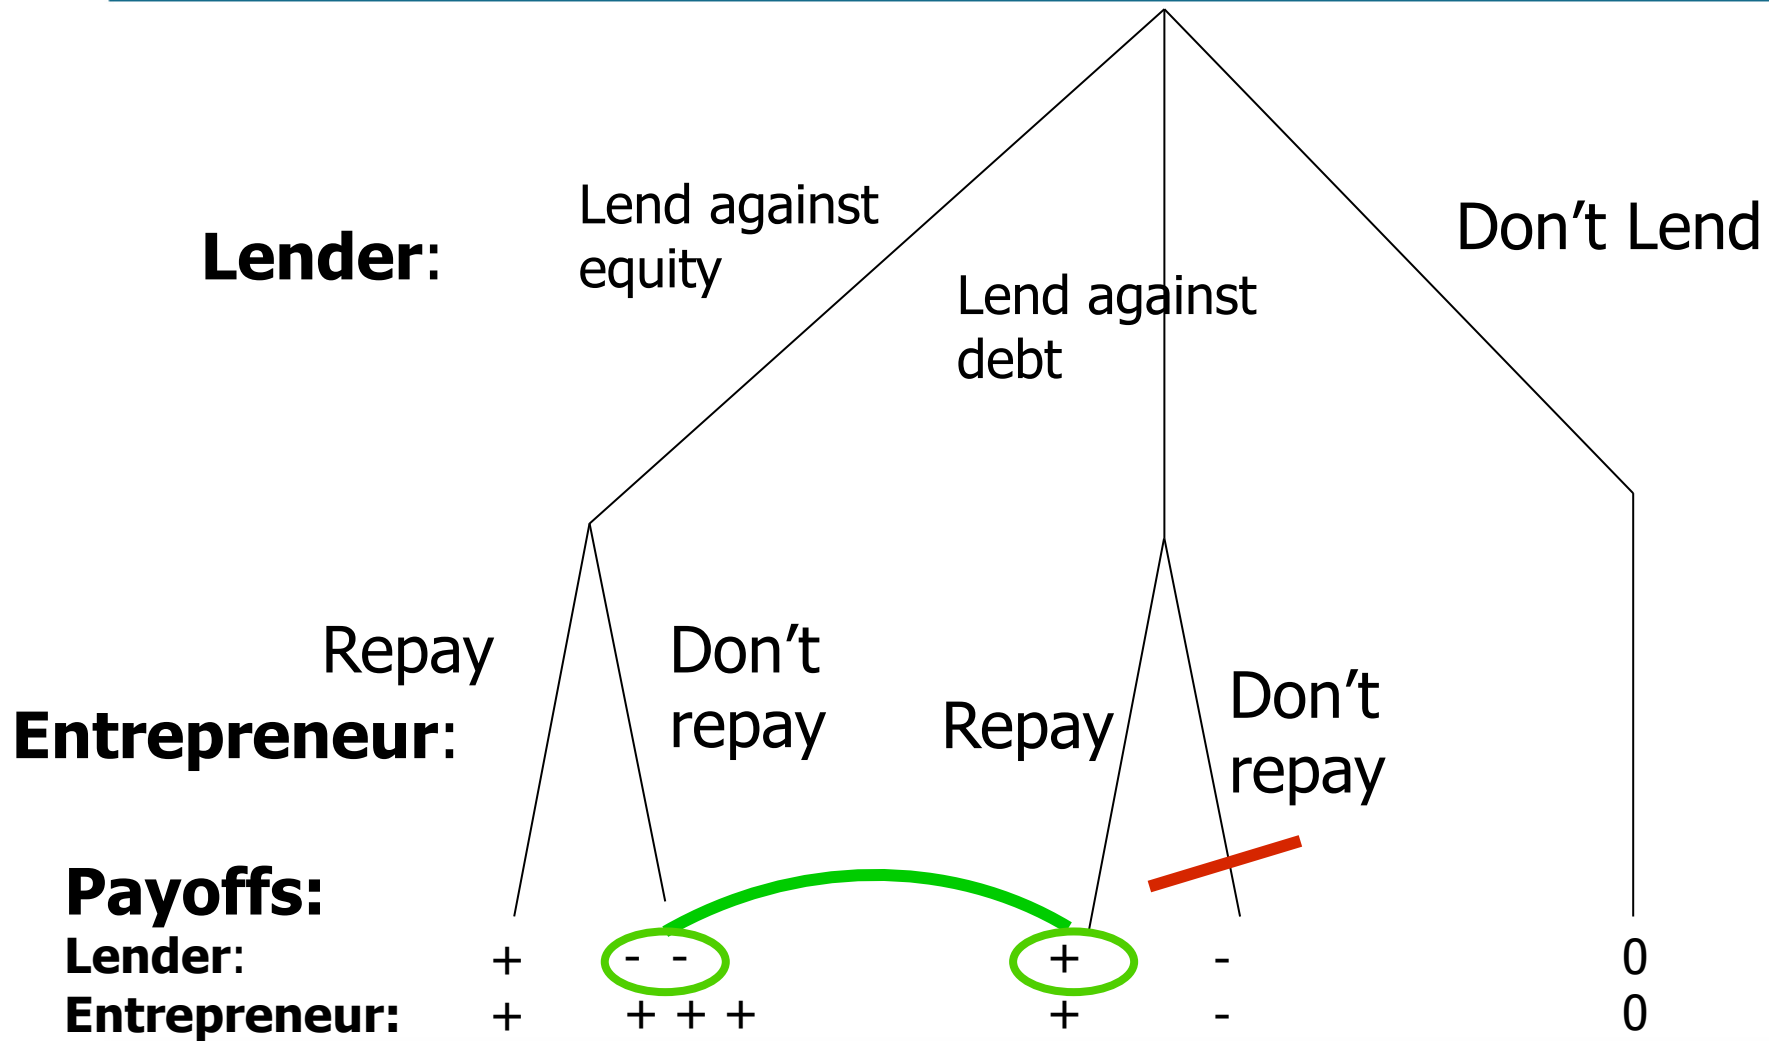 Lend against
equity
Don’t Lend
Lender:
Lend against
debt
Repay
Don’t
repay
Repay
Don’t
repay
Entrepreneur:
Payoffs:
Lender: + - - + - 0
Entrepreneur: + + + + + - 0